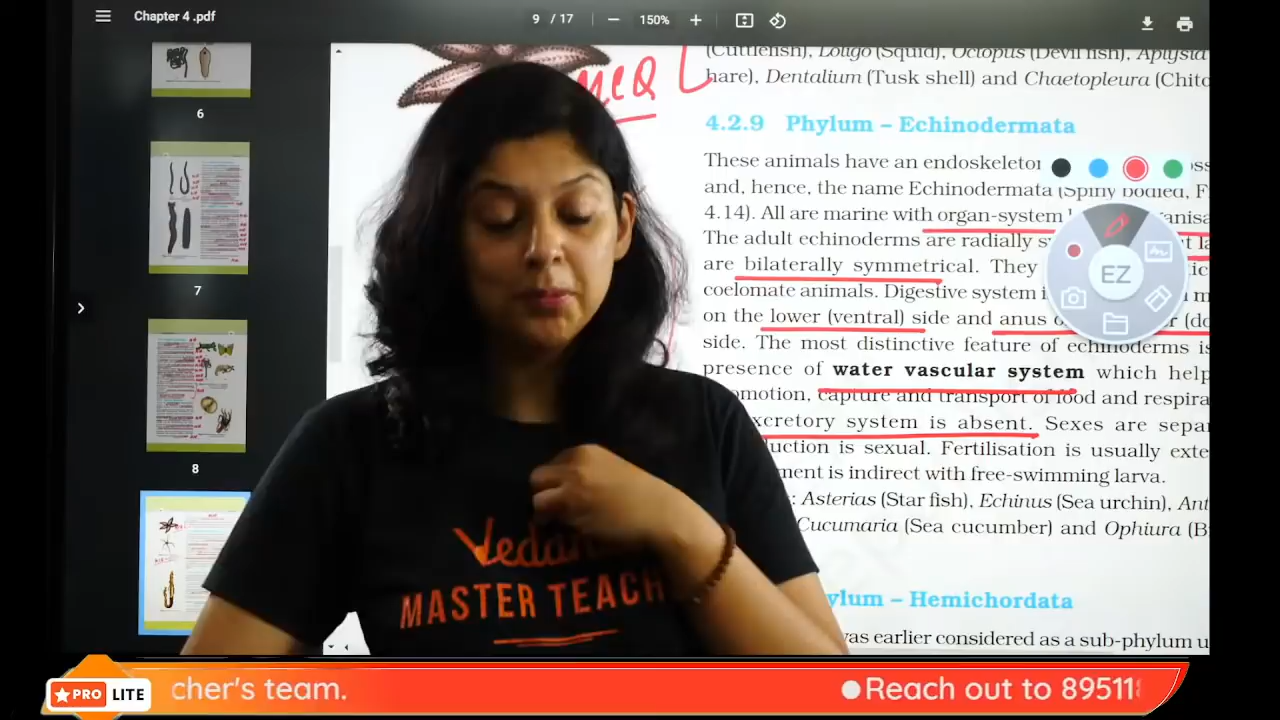 Chapter 4 .pdf
9 / 17
150%
6
7
8
MCQ
(Cuttlefish), Loligo (Squid), Octopus (Devil fish), Aplysia
hare), Dentalium (Tusk shell) and Chaetopleura (Chito
4.2.9 Phylum – Echinodermata
These animals have an endoskeleton
and, hence, the name Echinodermata (Spiny bodied, F
4.14). All are marine with organ-system
The adult echinoderms are radially
are bilaterally symmetrical. They
coelomate animals. Digestive system
on the lower (ventral) side and anus
side. The most distinctive feature of echinoderms is
presence of water vascular system which help
omotion, capture and transport of food and respira
xcretory system is absent. Sexes are separ
uction is sexual. Fertilisation is usually exte
ment is indirect with free-swimming larva.
: Asterias (Star fish), Echinus (Sea urchin), Ant
Cucumaria (Sea cucumber) and Ophiura (B
ylum – Hemichordata
was earlier considered as a sub-phylum u
EZ
Vedan
MASTER TEACH
PRO LITE
cher's team.
Reach out to 89511